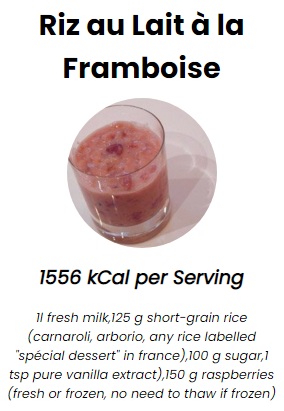 Riz au Lait à la
Framboise
1556 kCal per Serving
1l fresh milk,125 g short-grain rice
(carnaroli, arborio, any rice labelled
"spécial dessert" in france),100 g sugar,1
tsp pure vanilla extract),150 g raspberries
(fresh or frozen, no need to thaw if frozen)